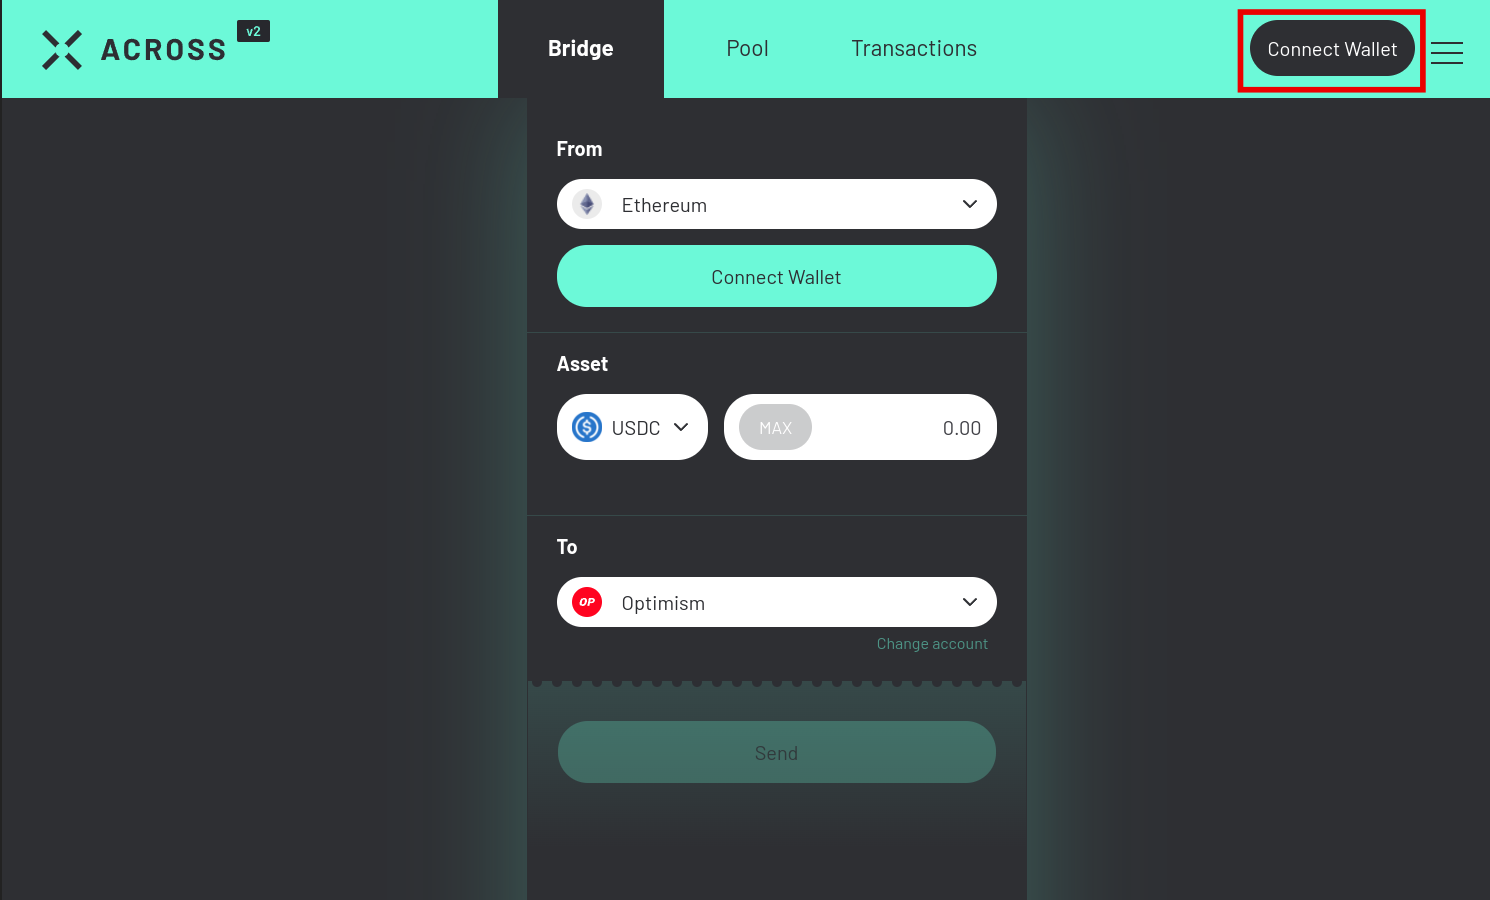 ACROSS v2
Bridge Pool Transactions Connect Wallet
From
Ethereum
Connect Wallet
Asset
USDC MAX 0.00
To
OP Optimism
Change account
Send